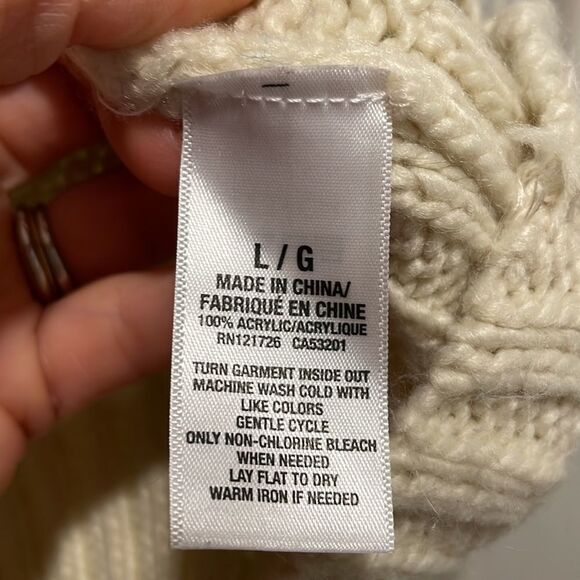 L / G
MADE IN CHINA/
FABRIQUÉ EN CHINE
100% ACRYLIC/ACRYLIQUE
RN121726 CA53201
TURN GARMENT INSIDE OUT
MACHINE WASH COLD WITH
LIKE COLORS
GENTLE CYCLE
ONLY NON-CHLORINE BLEACH
WHEN NEEDED
LAY FLAT TO DRY
WARM IRON IF NEEDED